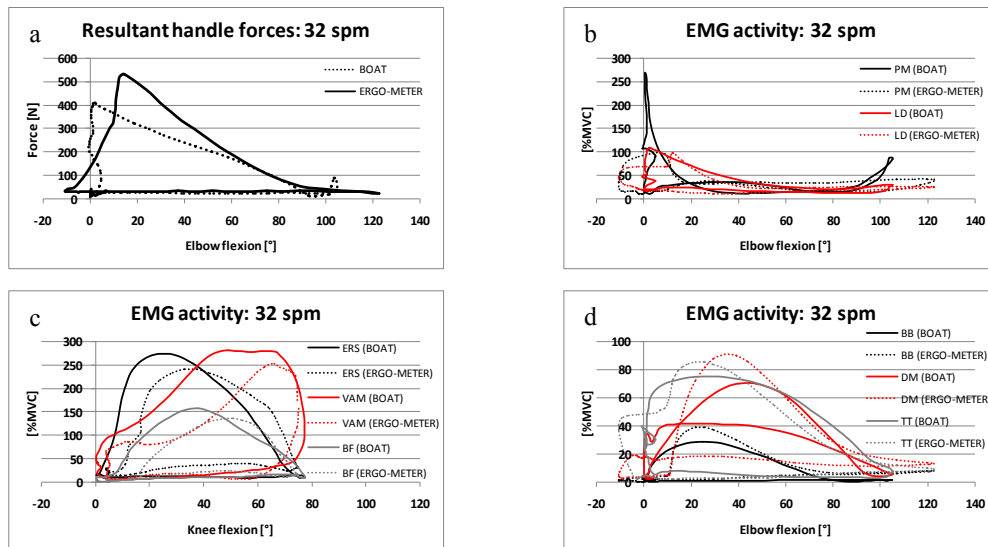 a
Resultant handle forces: 32 spm
Force [N]
600
500
400
300
200
100
0
-20 0 20 40 60 80 100 120 140
Elbow flexion [°]
BOAT
ERGO-METER
b
EMG activity: 32 spm
[%MVC]
300
250
200
150
100
50
0
-20 0 20 40 60 80 100 120 140
Elbow flexion [°]
PM (BOAT)
PM (ERGO-METER)
LD (BOAT)
LD (ERGO-METER)
c
EMG activity: 32 spm
[%MVC]
300
250
200
150
100
50
0
-20 0 20 40 60 80 100 120 140
Knee flexion [°]
ERS (BOAT)
ERS (ERGO-METER)
VAM (BOAT)
VAM (ERGO-METER)
BF (BOAT)
BF (ERGO-METER)
d
EMG activity: 32 spm
[%MVC]
100
80
60
40
20
0
-20 0 20 40 60 80 100 120 140
Elbow flexion [°]
BB (BOAT)
BB (ERGO-METER)
DM (BOAT)
DM (ERGO-METER)
TT (BOAT)
TT (ERGO-METER)